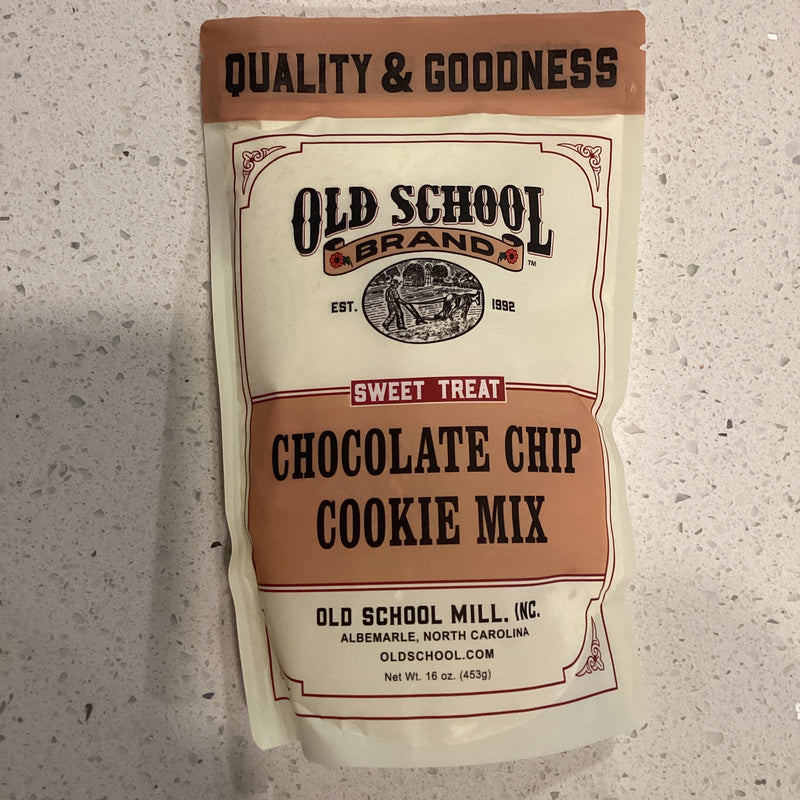 QUALITY & GOODNESS
OLD SCHOOL
BRAND
TM
EST. 1992
SWEET TREAT
CHOCOLATE CHIP
COOKIE MIX
OLD SCHOOL MILL, INC.
ALBEMARLE, NORTH CAROLINA
OLDSCHOOL.COM
Net Wt. 16 oz. (453g)